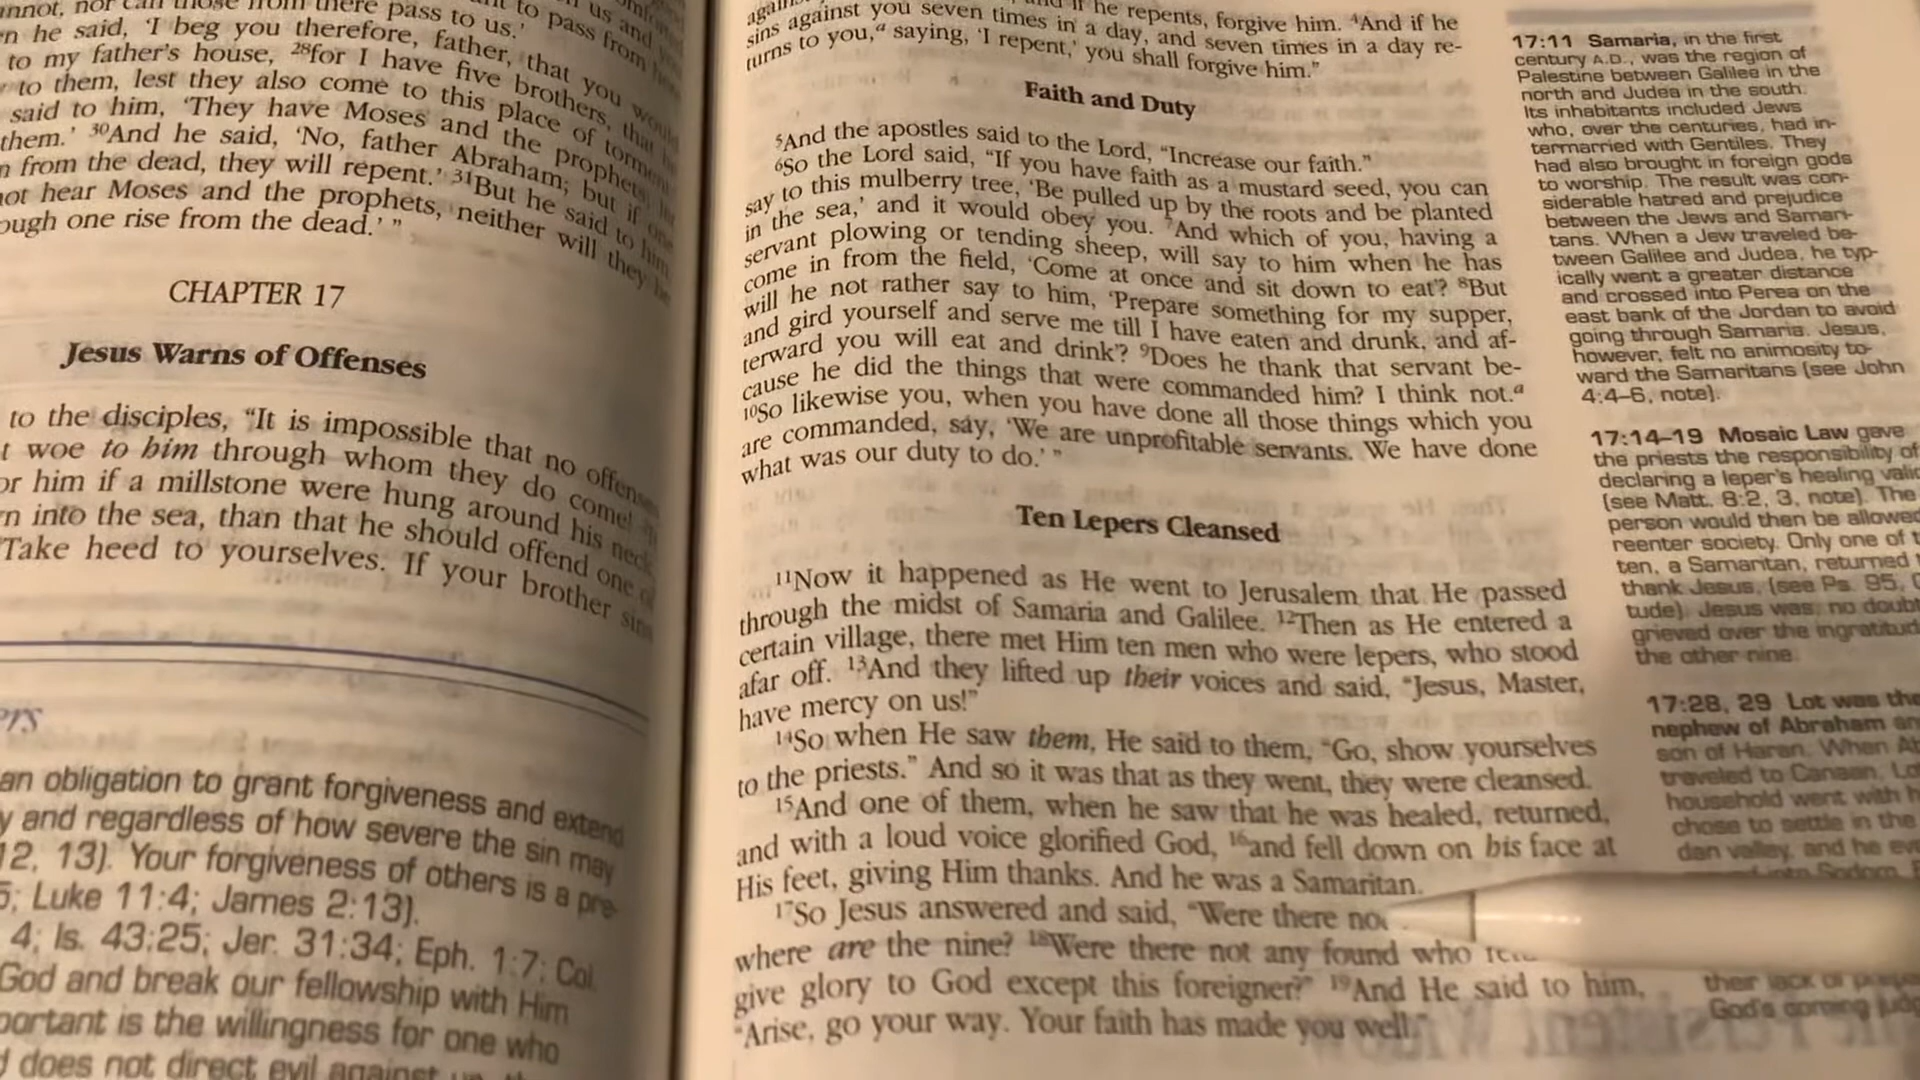 annot, nor can those from there pass to us.'
en he said, 'I beg you therefore, father, that you would
to my father's house, 28for I have five brothers, that he
to them, lest they also come to this place of torment
said to him, 'They have Moses and the prophets;
them.' 30And he said, 'No, father Abraham; but if one
from the dead, they will repent.' 31But he said to him
not hear Moses and the prophets, neither will they be
ough one rise from the dead.' ”
CHAPTER 17
Jesus Warns of Offenses
to the disciples, “It is impossible that no offenses
t woe to him through whom they do come!
or him if a millstone were hung around his neck
n into the sea, than that he should offend one of
Take heed to yourselves. If your brother sins
ers
an obligation to grant forgiveness and extend
y and regardless of how severe the sin may
12, 13). Your forgiveness of others is a pre-
5; Luke 11:4; James 2:13).
4; Is. 43:25; Jer. 31:34; Eph. 1:7; Col.
God and break our fellowship with Him
portant is the willingness for one who
does not direct evil against
he repents, forgive him. 4And if he
sins against you seven times in a day, and seven times in a day re-
turns to you,a saying, 'I repent,' you shall forgive him.”
Faith and Duty
5And the apostles said to the Lord, “Increase our faith.”
6So the Lord said, “If you have faith as a mustard seed, you can
say to this mulberry tree, 'Be pulled up by the roots and be planted
in the sea,' and it would obey you. 7And which of you, having a
servant plowing or tending sheep, will say to him when he has
come in from the field, 'Come at once and sit down to eat'? 8But
will he not rather say to him, 'Prepare something for my supper,
and gird yourself and serve me till I have eaten and drunk, and af-
terward you will eat and drink'? 9Does he thank that servant be-
cause he did the things that were commanded him? I think not.a
10So likewise you, when you have done all those things which you
are commanded, say, 'We are unprofitable servants. We have done
what was our duty to do.' ”
Ten Lepers Cleansed
11Now it happened as He went to Jerusalem that He passed
through the midst of Samaria and Galilee. 12Then as He entered a
certain village, there met Him ten men who were lepers, who stood
afar off. 13And they lifted up their voices and said, “Jesus, Master,
have mercy on us!”
14So when He saw them, He said to them, “Go, show yourselves
to the priests.” And so it was that as they went, they were cleansed.
15And one of them, when he saw that he was healed, returned,
and with a loud voice glorified God, 16and fell down on his face at
His feet, giving Him thanks. And he was a Samaritan.
17So Jesus answered and said, “Were there no
where are the nine? 18Were there not any found who
give glory to God except this foreigner?” 19And He said to him,
“Arise, go your way. Your faith has made you well.”
17:11 Samaria, in the first
century A.D., was the region of
Palestine between Galilee in the
north and Judea in the south.
Its inhabitants included Jews
who, over the centuries, had in-
termarried with Gentiles. They
had also brought in foreign gods
to worship. The result was con-
siderable hatred and prejudice
between the Jews and Samari-
tans. When a Jew traveled be-
tween Galilee and Judea, he typ-
ically went a greater distance
and crossed into Perea on the
east bank of the Jordan to avoid
going through Samaria. Jesus,
however, felt no animosity to-
ward the Samaritans (see John
4:4–6, note).
17:14–19 Mosaic Law gave
the priests the responsibility of
declaring a leper's healing valid
(see Matt. 8:2, 3, note). The
person would then be allowed
reenter society. Only one of t
ten, a Samaritan, returned t
thank Jesus, (see Ps. 95,
tude). Jesus was no doubt
grieved over the ingratitud
the other nine.
17:28, 29 Lot was the
nephew of Abraham an
son of Haran. When Ab
traveled to Canaan, Lo
household went with h
chose to settle in the
dan valley, and he eve
their lack of
God's coming judg